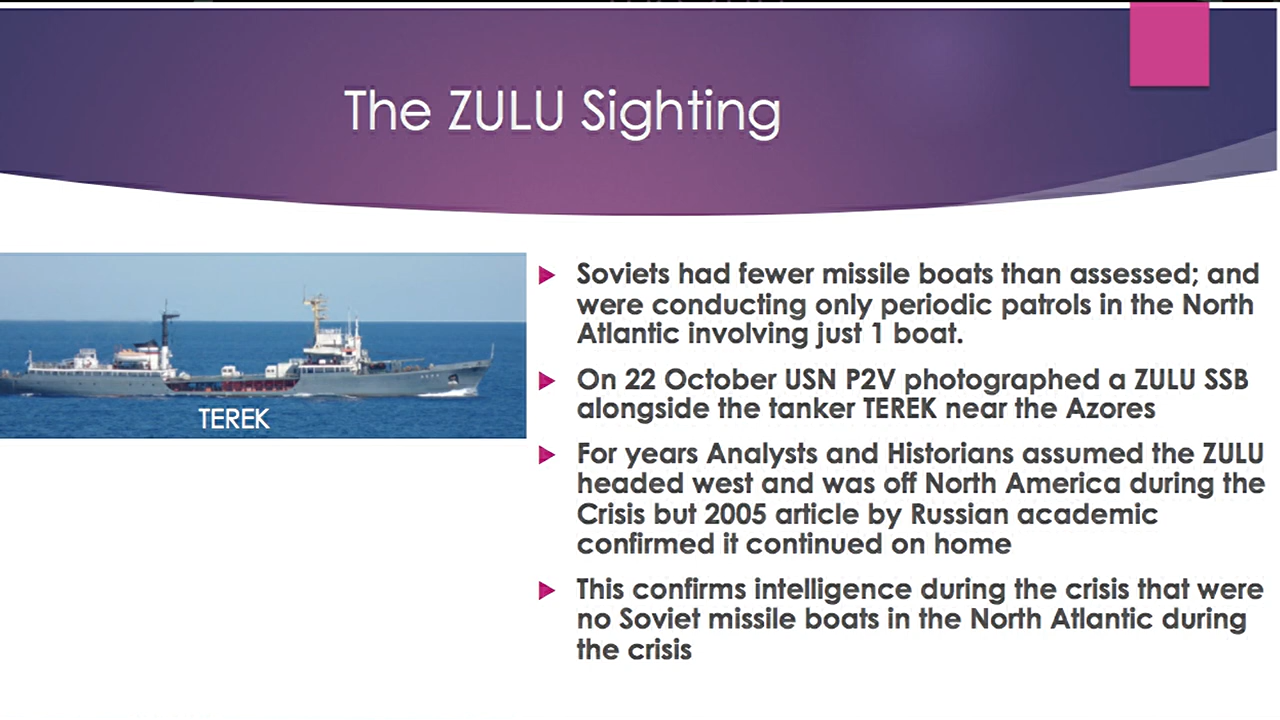 The ZULU Sighting
TEREK
Soviets had fewer missile boats than assessed; and
were conducting only periodic patrols in the North
Atlantic involving just 1 boat.
On 22 October USN P2V photographed a ZULU SSB
alongside the tanker TEREK near the Azores
For years Analysts and Historians assumed the ZULU
headed west and was off North America during the
Crisis but 2005 article by Russian academic
confirmed it continued on home
This confirms intelligence during the crisis that were
no Soviet missile boats in the North Atlantic during
the crisis